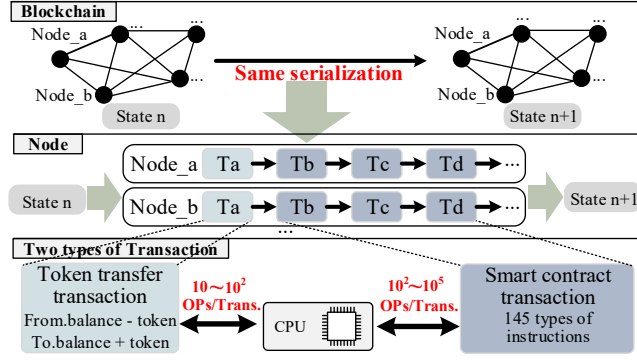 Blockchain
Node_a
...
...
...
...
Same serialization
Node_b
...
...
State n
State n+1
Node
Node_a Ta Tb Tc Td ...
State n
State n+1
Node_b Ta Tb Tc Td ...
...
Two types of Transaction
Token transfer
transaction
From.balance - token
To.balance + token
10～10²
OPs/Trans.
CPU
10²～10⁵
OPs/Trans.
Smart contract
transaction
145 types of
instructions